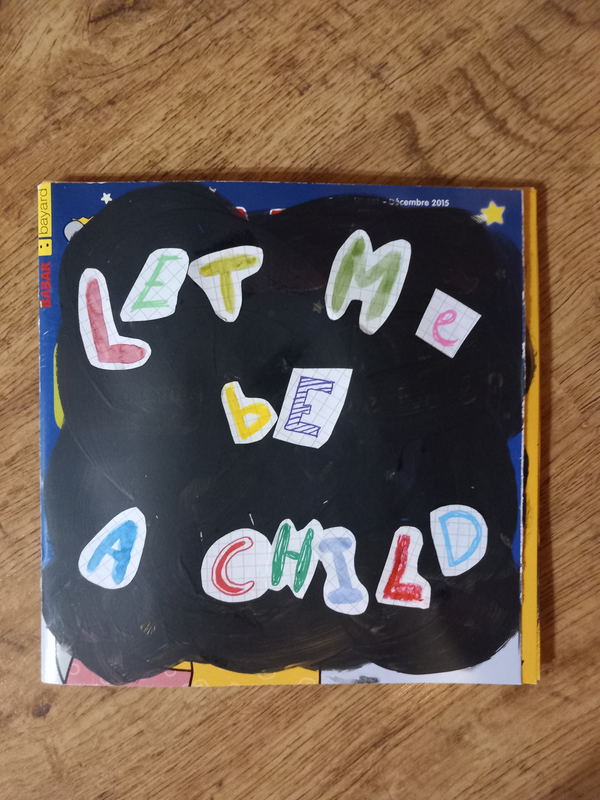 Décembre 2015
bayard
BABAR
LET Me
bE
A CHILD